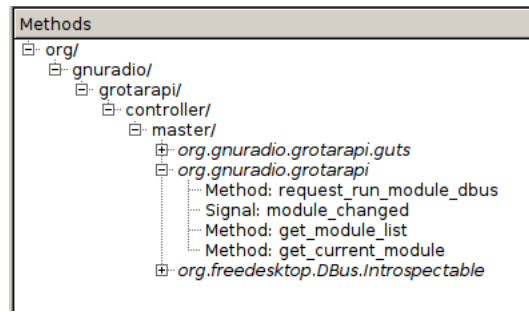 Methods
org/
gnuradio/
grotarapi/
controller/
master/
org.gnuradio.grotarapi.guts
org.gnuradio.grotarapi
Method: request_run_module_dbus
Signal: module_changed
Method: get_module_list
Method: get_current_module
org.freedesktop.DBus.Introspectable